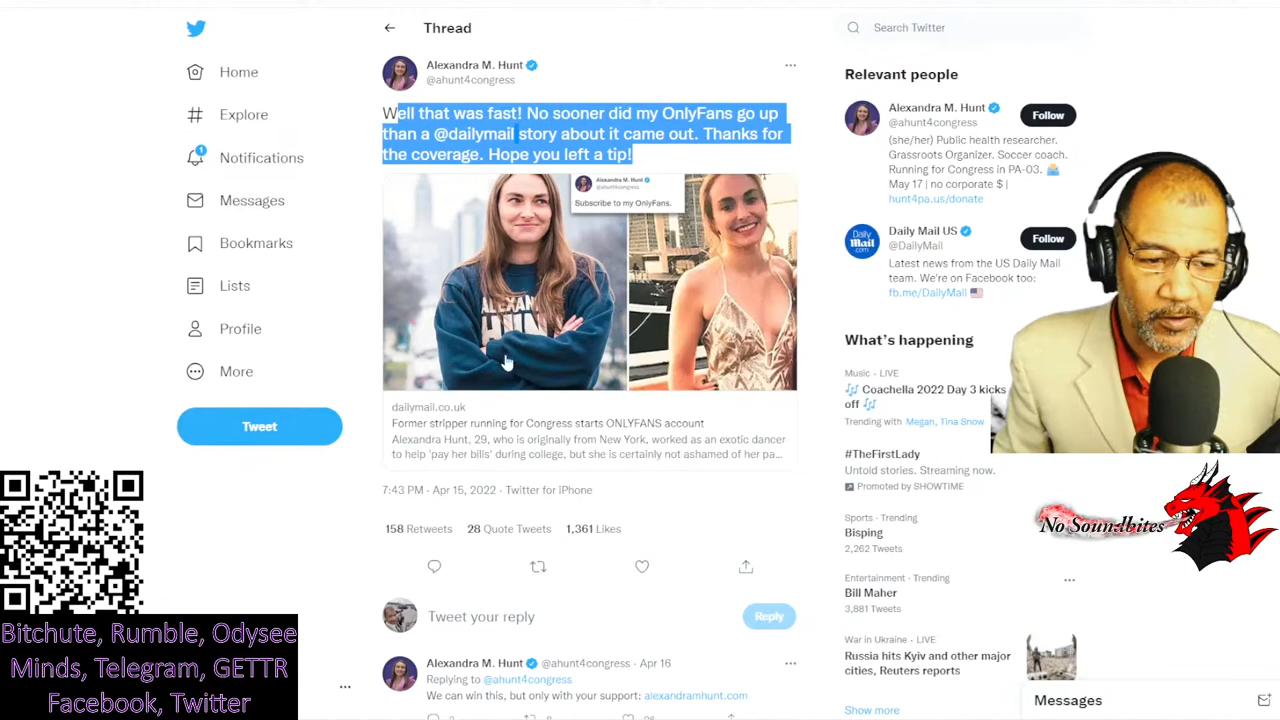 Home
Explore
1
Notifications
Messages
Bookmarks
Lists
Profile
More
Tweet
Thread
Alexandra M. Hunt
@ahunt4congress
Well that was fast! No sooner did my OnlyFans go up
than a @dailymail story about it came out. Thanks for
the coverage. Hope you left a tip!
Alexandra M. Hunt
@ahunt4congress
Subscribe to my OnlyFans.
dailymail.co.uk
Former stripper running for Congress starts ONLYFANS account
Alexandra Hunt, 29, who is originally from New York, worked as an exotic dancer
to help 'pay her bills' during college, but she is certainly not ashamed of her pa...
7:43 PM · Apr 15, 2022 · Twitter for iPhone
158 Retweets 28 Quote Tweets 1,361 Likes
Tweet your reply
Reply
Alexandra M. Hunt @ahunt4congress · Apr 16
Replying to @ahunt4congress
We can win this, but only with your support: alexandramhunt.com
Search Twitter
Relevant people
Alexandra M. Hunt
@ahunt4congress
Follow
(she/her) Public health researcher.
Grassroots Organizer. Soccer coach.
Running for Congress in PA-03.
May 17 | no corporate $ |
hunt4pa.us/donate
Daily Mail .com
Daily Mail US
@DailyMail
Follow
Latest news from the US Daily Mail
team. We're on Facebook too:
fb.me/DailyMail
What's happening
Music · LIVE
Coachella 2022 Day 3 kicks
off
Trending with Megan, Tina Snow
#TheFirstLady
Untold stories. Streaming now.
Promoted by SHOWTIME
Sports · Trending
Bisping
2,262 Tweets
Entertainment · Trending
Bill Maher
3,881 Tweets
War in Ukraine · LIVE
Russia hits Kyiv and other major
cities, Reuters reports
Show more
Messages
No Soundbites
Bitchute, Rumble, Odysee
Minds, Telegram, GETTR
Facebook, Twitter